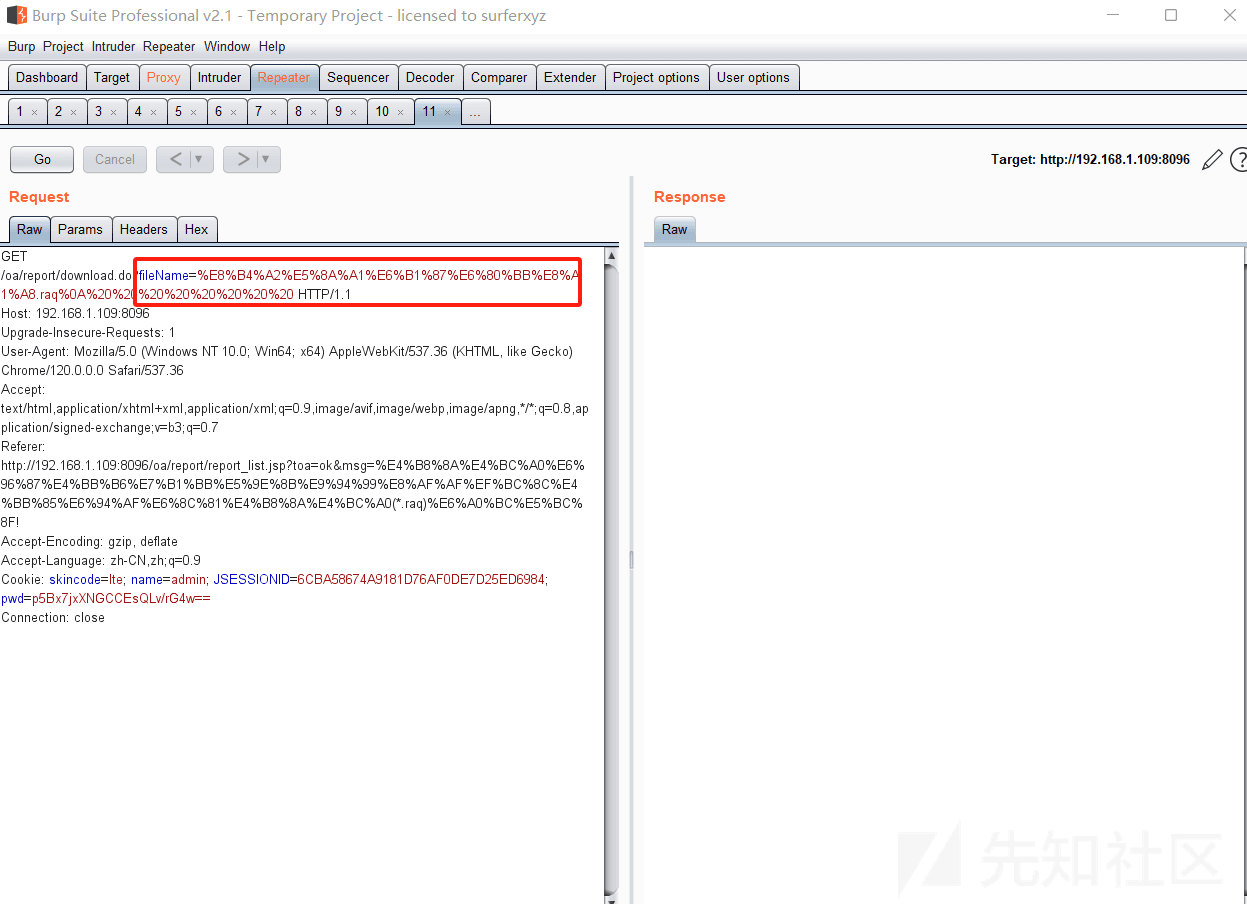 Burp Suite Professional v2.1 - Temporary Project - licensed to surferxyz
Burp Project Intruder Repeater Window Help
Dashboard Target Proxy Intruder Repeater Sequencer Decoder Comparer Extender Project options User options
1 × 2 × 3 × 4 × 5 × 6 × 7 × 8 × 9 × 10 × 11 × ...
Go Cancel < ▼ > ▼ Target: http://192.168.1.109:8096 ?
Request
Raw Params Headers Hex
GET
/oa/report/download.do?fileName=%E8%B4%A2%E5%8A%A1%E6%B1%87%E6%80%BB%E8%A
1%A8.raq%0A%20%20%20%20%20%20%20%20 HTTP/1.1
Host: 192.168.1.109:8096
Upgrade-Insecure-Requests: 1
User-Agent: Mozilla/5.0 (Windows NT 10.0; Win64; x64) AppleWebKit/537.36 (KHTML, like Gecko)
Chrome/120.0.0.0 Safari/537.36
Accept:
text/html,application/xhtml+xml,application/xml;q=0.9,image/avif,image/webp,image/apng,*/*;q=0.8,ap
plication/signed-exchange;v=b3;q=0.7
Referer:
http://192.168.1.109:8096/oa/report/report_list.jsp?toa=ok&msg=%E4%B8%8A%E4%BC%A0%E6%
96%87%E4%BB%B6%E7%B1%BB%E5%9E%8B%E9%94%99%E8%AF%AF%EF%BC%8C%E4
%BB%85%E6%94%AF%E6%8C%81%E4%B8%8A%E4%BC%A0(*.raq)%E6%A0%BC%E5%BC%
8F!
Accept-Encoding: gzip, deflate
Accept-Language: zh-CN,zh;q=0.9
Cookie: skincode=lte; name=admin; JSESSIONID=6CBA58674A9181D76AF0DE7D25ED6984;
pwd=p5Bx7jxXNGCCEsQLv/rG4w==
Connection: close
Response
Raw
先知社区